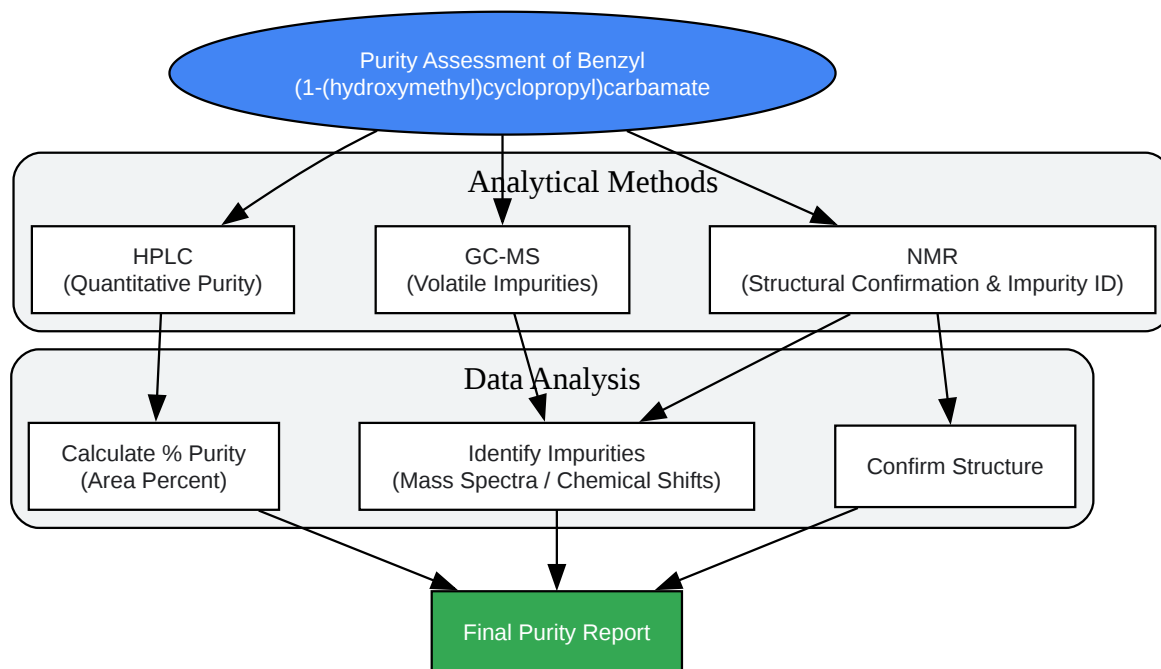 Purity Assessment of Benzyl
(1-(hydroxymethyl)cyclopropyl)carbamate
Analytical Methods
HPLC
(Quantitative Purity)
GC-MS
(Volatile Impurities)
NMR
(Structural Confirmation & Impurity ID)
Data Analysis
Calculate % Purity
(Area Percent)
Identify Impurities
(Mass Spectra / Chemical Shifts)
Confirm Structure
Final Purity Report